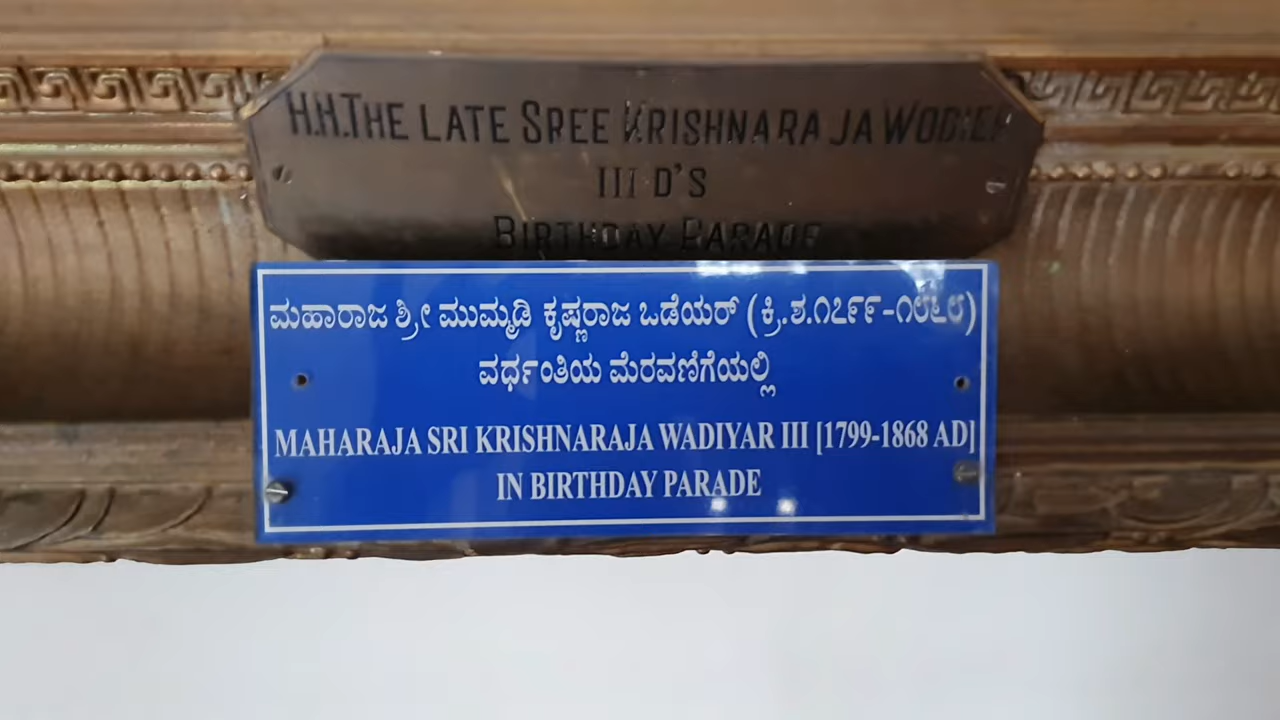 H.H.THE LATE SREE KRISHNARAJA WODIER
III D'S
BIRTHDAY PARADE
ಮಹಾರಾಜ ಶ್ರೀ ಮುಮ್ಮಡಿ ಕೃಷ್ಣರಾಜ ಒಡೆಯರ್ (ಕ್ರಿ.ಶ.೧೭೯೯-೧೮೬೮)
ವರ್ಧಂತಿಯ ಮೆರವಣಿಗೆಯಲ್ಲಿ
MAHARAJA SRI KRISHNARAJA WADIYAR III [1799-1868 AD]
IN BIRTHDAY PARADE